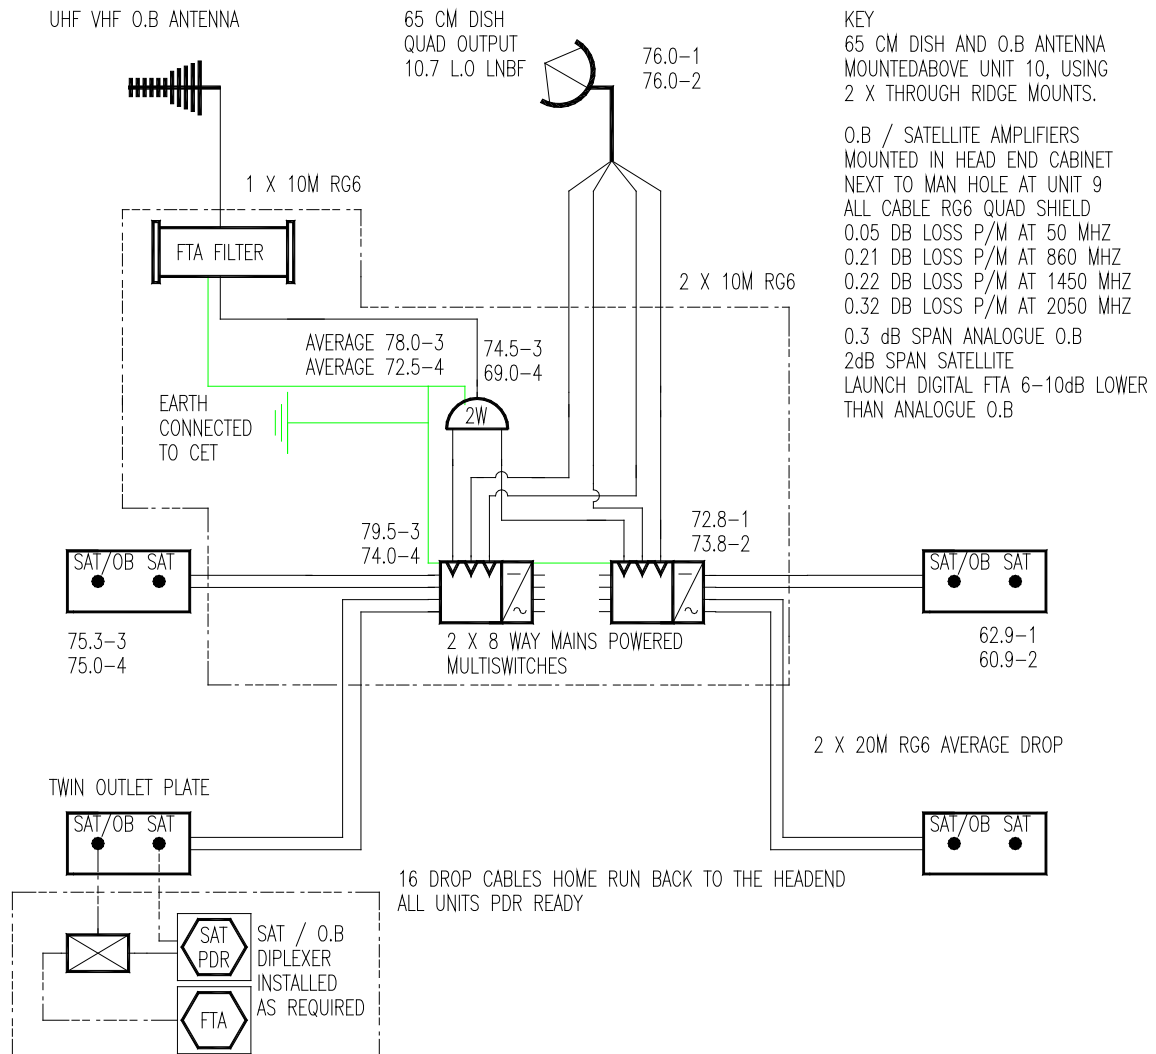 UHF VHF O.B ANTENNA
65 CM DISH
QUAD OUTPUT
10.7 L.O LNBF
76.0-1
76.0-2
KEY
65 CM DISH AND O.B ANTENNA
MOUNTEDABOVE UNIT 10, USING
2 X THROUGH RIDGE MOUNTS.
O.B / SATELLITE AMPLIFIERS
MOUNTED IN HEAD END CABINET
NEXT TO MAN HOLE AT UNIT 9
ALL CABLE RG6 QUAD SHIELD
0.05 DB LOSS P/M AT 50 MHZ
0.21 DB LOSS P/M AT 860 MHZ
0.22 DB LOSS P/M AT 1450 MHZ
0.32 DB LOSS P/M AT 2050 MHZ
0.3 dB SPAN ANALOGUE O.B
2dB SPAN SATELLITE
LAUNCH DIGITAL FTA 6-10dB LOWER
THAN ANALOGUE O.B
1 X 10M RG6
FTA FILTER
2 X 10M RG6
AVERAGE 78.0-3
AVERAGE 72.5-4
74.5-3
69.0-4
EARTH
CONNECTED
TO CET
2W
79.5-3
74.0-4
72.8-1
73.8-2
SAT/OB SAT
75.3-3
75.0-4
2 X 8 WAY MAINS POWERED
MULTISWITCHES
SAT/OB SAT
62.9-1
60.9-2
2 X 20M RG6 AVERAGE DROP
TWIN OUTLET PLATE
SAT/OB SAT
SAT/OB SAT
16 DROP CABLES HOME RUN BACK TO THE HEADEND
ALL UNITS PDR READY
SAT
PDR
SAT / O.B
DIPLEXER
INSTALLED
AS REQUIRED
FTA